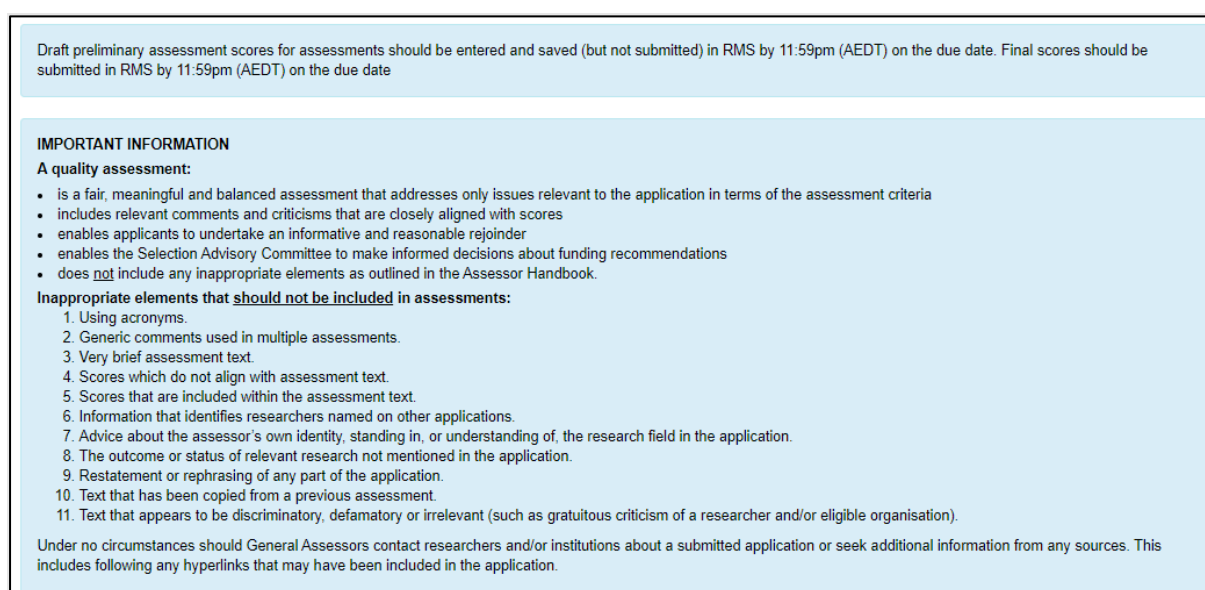 Draft preliminary assessment scores for assessments should be entered and saved (but not submitted) in RMS by 11:59pm (AEDT) on the due date. Final scores should be
submitted in RMS by 11:59pm (AEDT) on the due date
IMPORTANT INFORMATION
A quality assessment:
• is a fair, meaningful and balanced assessment that addresses only issues relevant to the application in terms of the assessment criteria
• includes relevant comments and criticisms that are closely aligned with scores
• enables applicants to undertake an informative and reasonable rejoinder
• enables the Selection Advisory Committee to make informed decisions about funding recommendations
• does not include any inappropriate elements as outlined in the Assessor Handbook.
Inappropriate elements that should not be included in assessments:
1. Using acronyms.
2. Generic comments used in multiple assessments.
3. Very brief assessment text.
4. Scores which do not align with assessment text.
5. Scores that are included within the assessment text.
6. Information that identifies researchers named on other applications.
7. Advice about the assessor's own identity, standing in, or understanding of, the research field in the application.
8. The outcome or status of relevant research not mentioned in the application.
9. Restatement or rephrasing of any part of the application.
10. Text that has been copied from a previous assessment.
11. Text that appears to be discriminatory, defamatory or irrelevant (such as gratuitous criticism of a researcher and/or eligible organisation).
Under no circumstances should General Assessors contact researchers and/or institutions about a submitted application or seek additional information from any sources. This
includes following any hyperlinks that may have been included in the application.